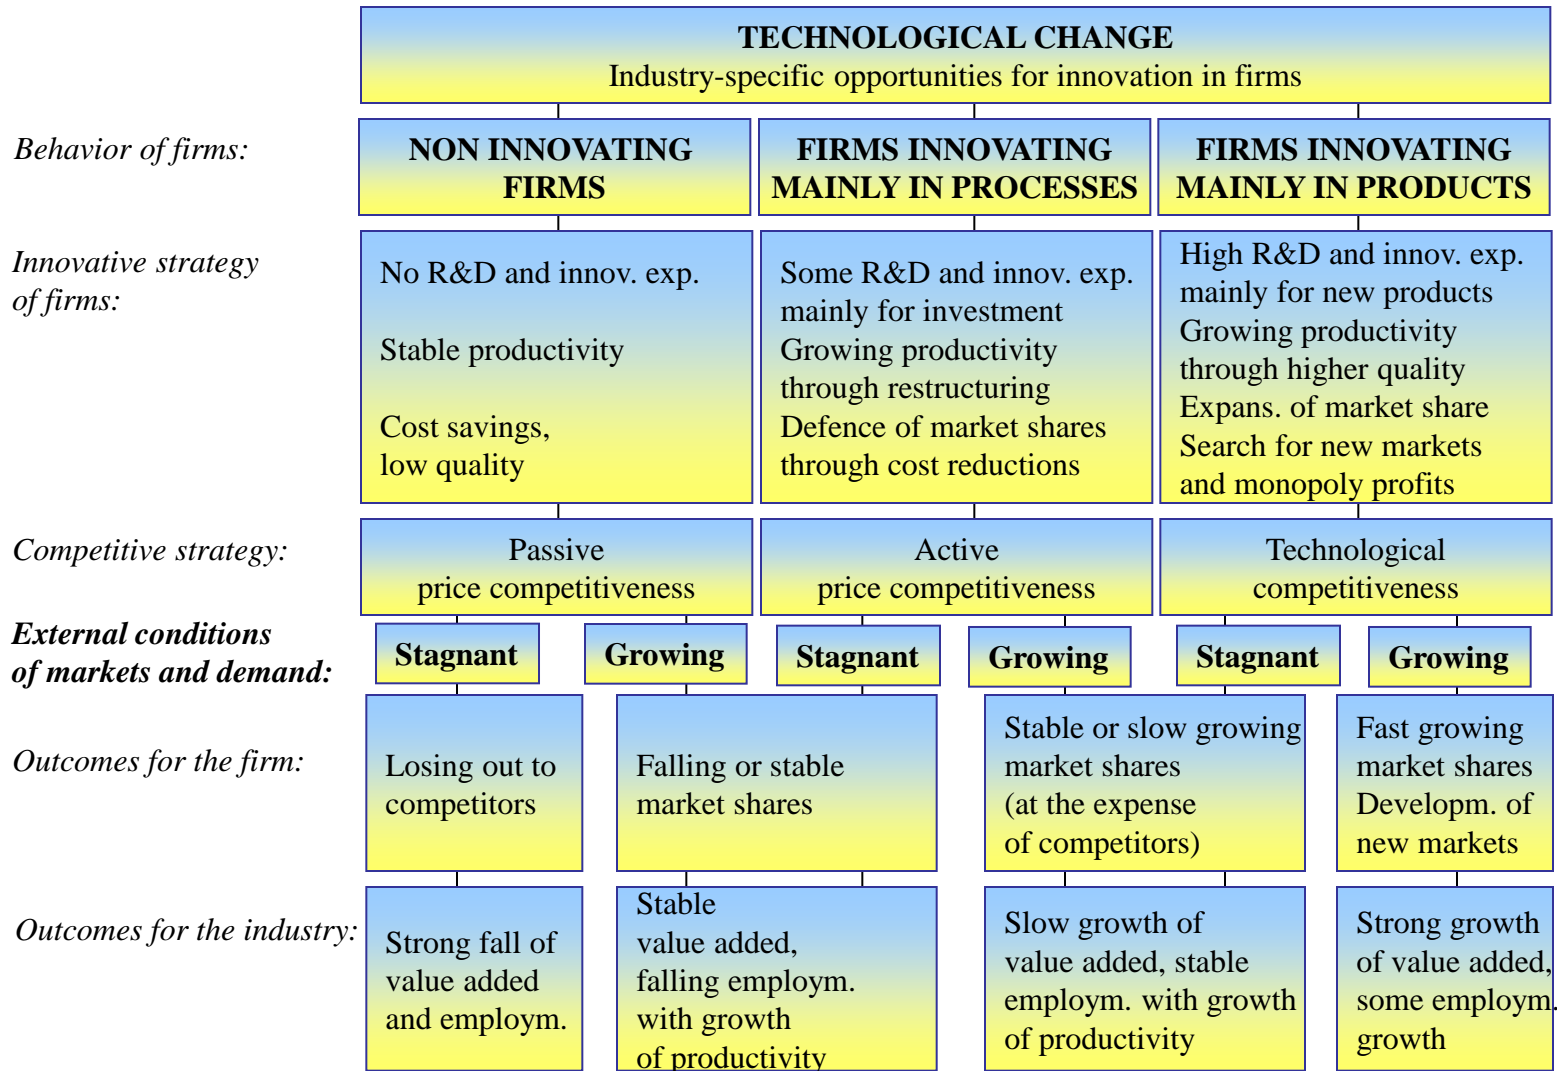 TECHNOLOGICAL CHANGE
Industry-specific opportunities for innovation in firms
Behavior of firms:
NON INNOVATING
FIRMS
FIRMS INNOVATING
MAINLY IN PROCESSES
FIRMS INNOVATING
MAINLY IN PRODUCTS
Innovative strategy
of firms:
No R&D and innov. exp.
Stable productivity
Cost savings,
low quality
Some R&D and innov. exp.
mainly for investment
Growing productivity
through restructuring
Defence of market shares
through cost reductions
High R&D and innov. exp.
mainly for new products
Growing productivity
through higher quality
Expans. of market share
Search for new markets
and monopoly profits
Competitive strategy:
Passive
price competitiveness
Active
price competitiveness
Technological
competitiveness
External conditions
of markets and demand:
Stagnant
Growing
Stagnant
Growing
Stagnant
Growing
Outcomes for the firm:
Losing out to
competitors
Falling or stable
market shares
Stable or slow growing
market shares
(at the expense
of competitors)
Fast growing
market shares
Developm. of
new markets
Outcomes for the industry:
Strong fall of
value added
and employm.
Stable
value added,
falling employm.
with growth
of productivity
Slow growth of
value added, stable
employm. with growth
of productivity
Strong growth
of value added,
some employm.
growth